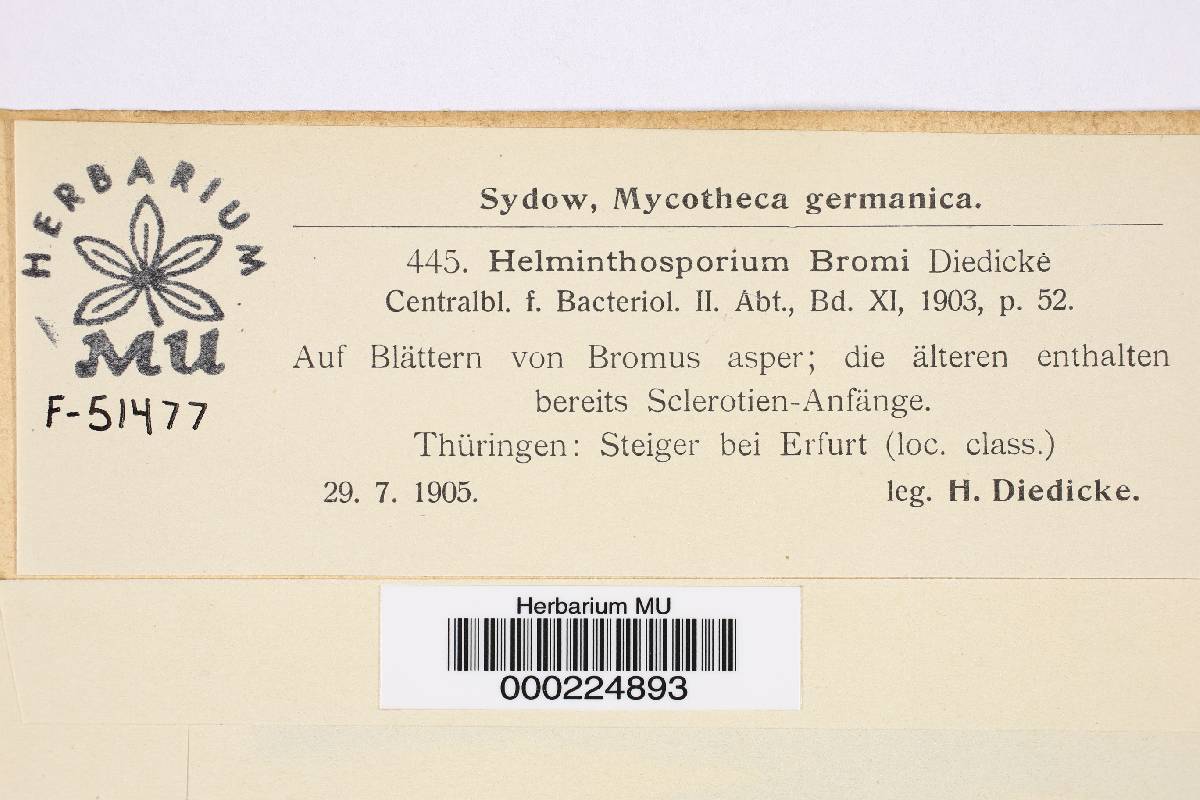 HERBARIUM
MU
F-51477
Sydow, Mycotheca germanica.
445. Helminthosporium Bromi Diedicke
Centralbl. f. Bacteriol. II. Abt., Bd. XI, 1903, p. 52.
Auf Blättern von Bromus asper; die älteren enthalten
bereits Sclerotien-Anfänge.
Thüringen: Steiger bei Erfurt (loc. class.)
29. 7. 1905. leg. H. Diedicke.
Herbarium MU
000224893